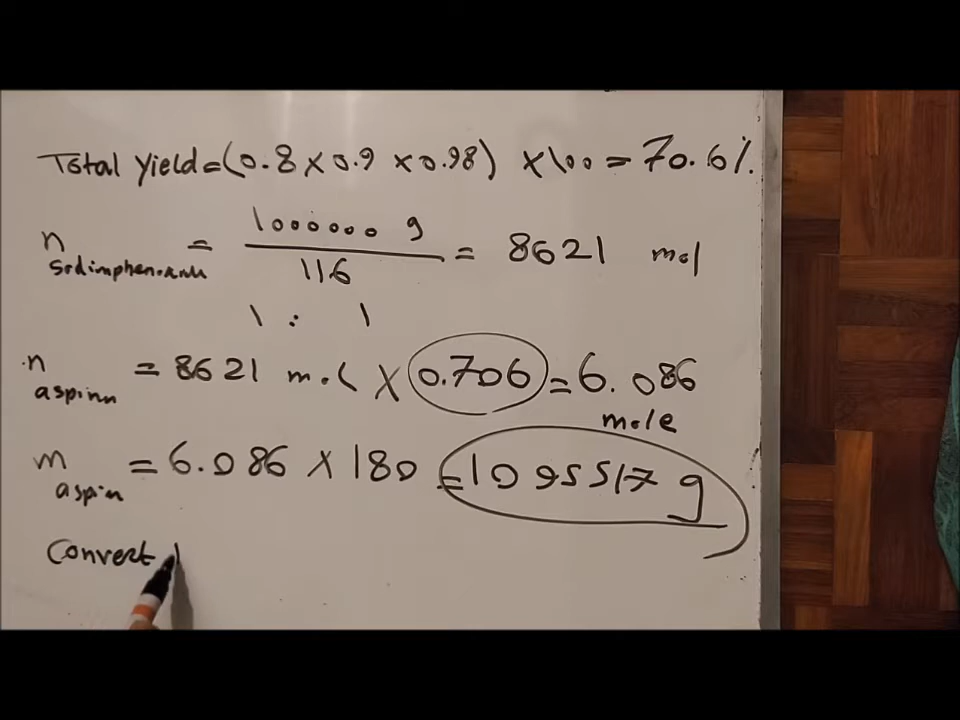 Total Yield=(0.8 x 0.9 x 0.98) x100 = 70.6%.
n = 1000000 g / 116 = 8621 mol
1 : 1
n aspirin = 8621 mol x 0.706 = 6.086 mole
m aspirin = 6.086 x 180 = 1095517 g
Convert